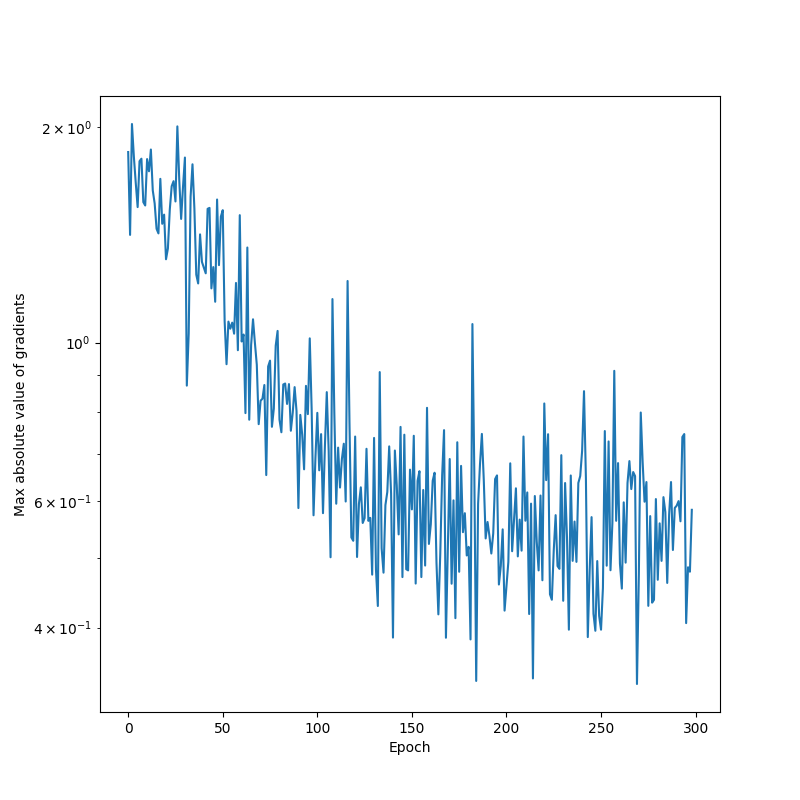 Max absolute value of gradients
2 × 10⁰
10⁰
6 × 10⁻¹
4 × 10⁻¹
0 50 100 150 200 250 300
Epoch